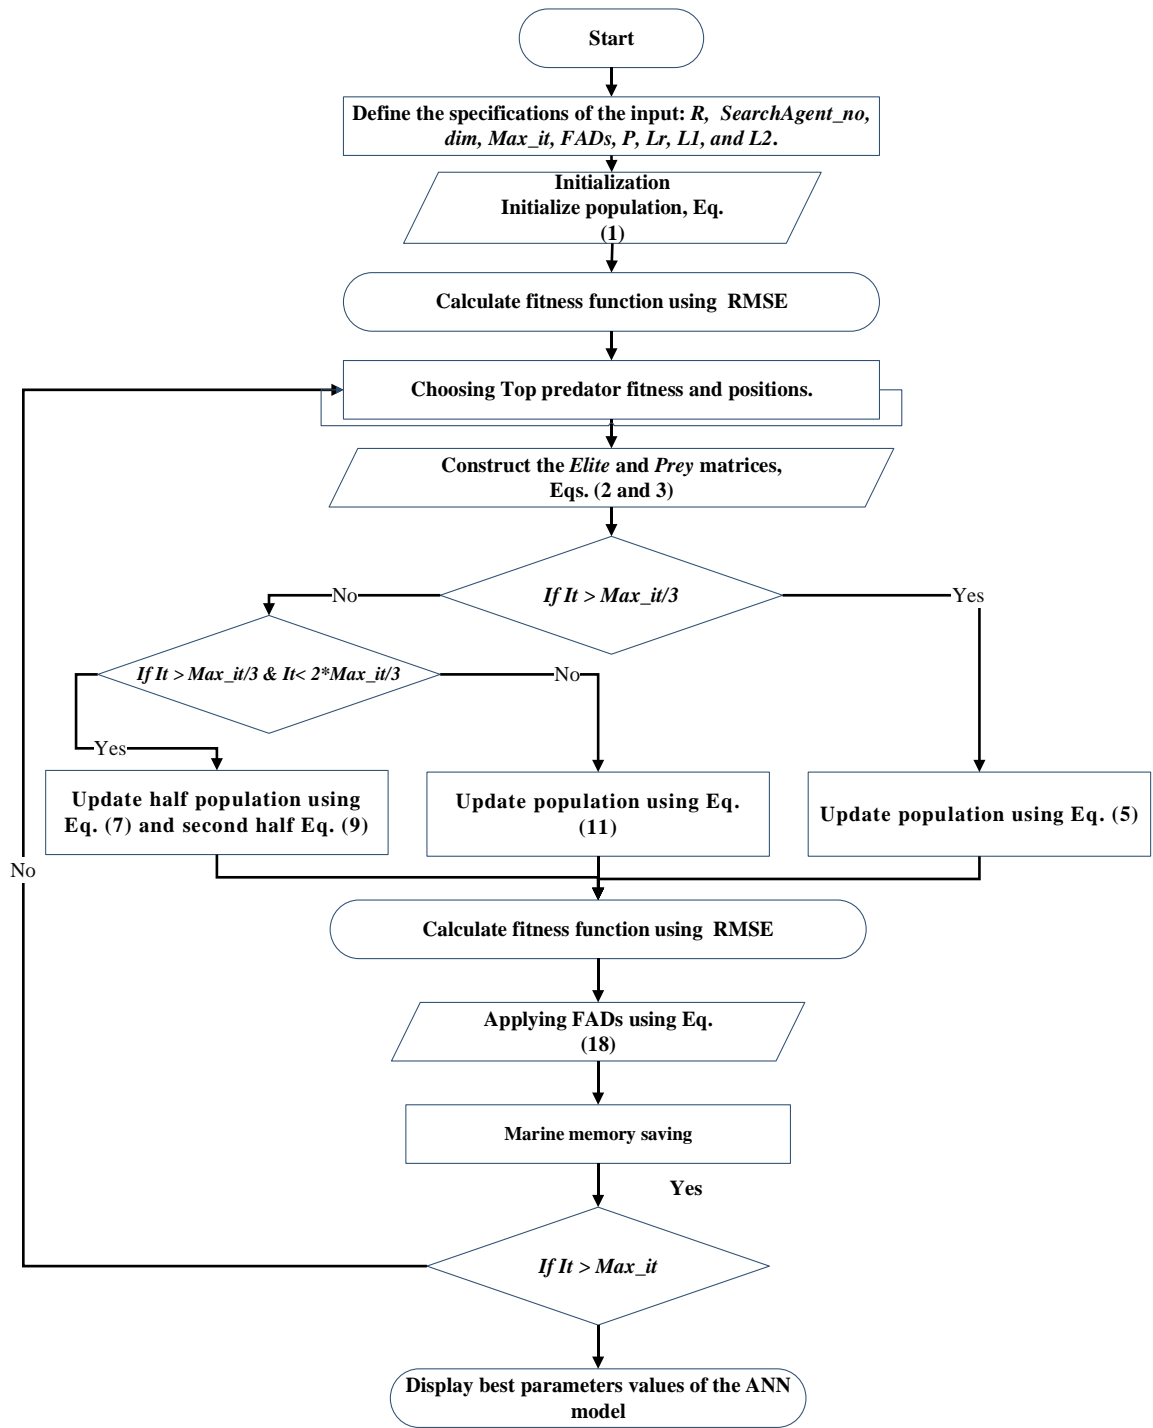 Start
Define the specifications of the input: R, SearchAgent_no,
dim, Max_it, FADs, P, Lr, L1, and L2.
Initialization
Initialize population, Eq.
(1)
Calculate fitness function using RMSE
Choosing Top predator fitness and positions.
Construct the Elite and Prey matrices,
Eqs. (2 and 3)
If It > Max_it/3
No
Yes
If It > Max_it/3 & It< 2*Max_it/3
No
Yes
Update half population using
Eq. (7) and second half Eq. (9)
Update population using Eq.
(11)
Update population using Eq. (5)
No
Calculate fitness function using RMSE
Applying FADs using Eq.
(18)
Marine memory saving
Yes
If It > Max_it
Display best parameters values of the ANN
model